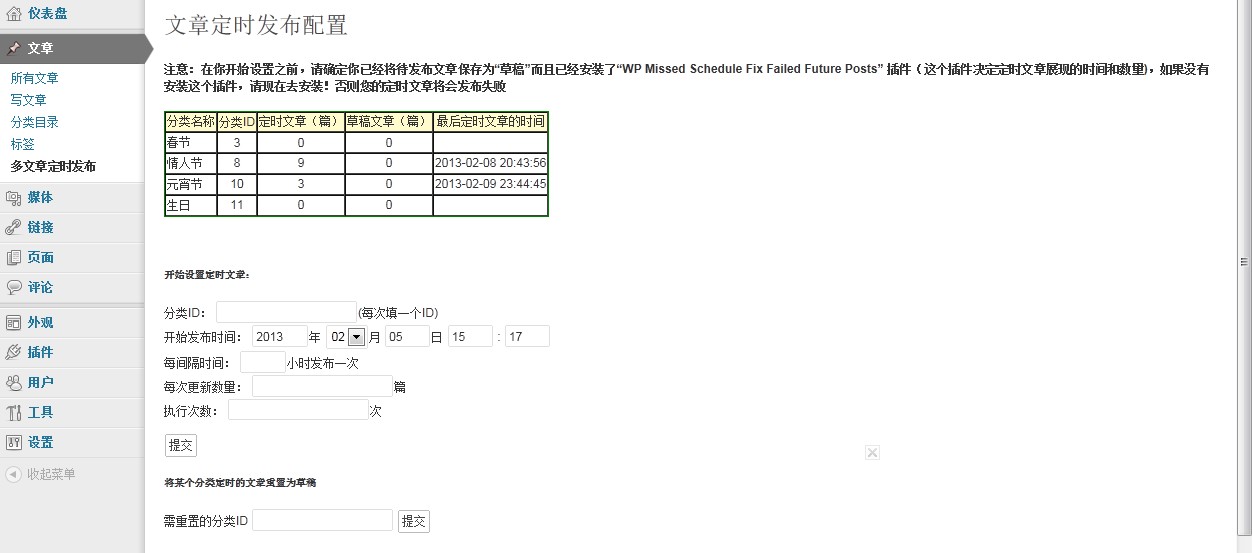 仪表盘
文章
所有文章
写文章
分类目录
标签
多文章定时发布
媒体
链接
页面
评论
外观
插件
用户
工具
设置
收起菜单
文章定时发布配置
注意：在你开始设置之前，请确定你已经将待发布文章保存为“草稿”而且已经安装了“WP Missed Schedule Fix Failed Future Posts” 插件（这个插件决定定时文章展现的时间和数量），如果没有
安装这个插件，请现在去安装！否则您的定时文章将会发布失败
分类名称 分类ID 定时文章（篇） 草稿文章（篇） 最后定时文章的时间
春节 3 0 0
情人节 8 9 0 2013-02-08 20:43:56
元宵节 10 3 0 2013-02-09 23:44:45
生日 11 0 0
开始设置定时文章：
分类ID： (每次填一个ID)
开始发布时间： 2013 年 02 月 05 日 15 : 17
每间隔时间： 小时发布一次
每次更新数量： 篇
执行次数： 次
提交
将某个分类定时的文章重置为草稿
需重置的分类ID 提交